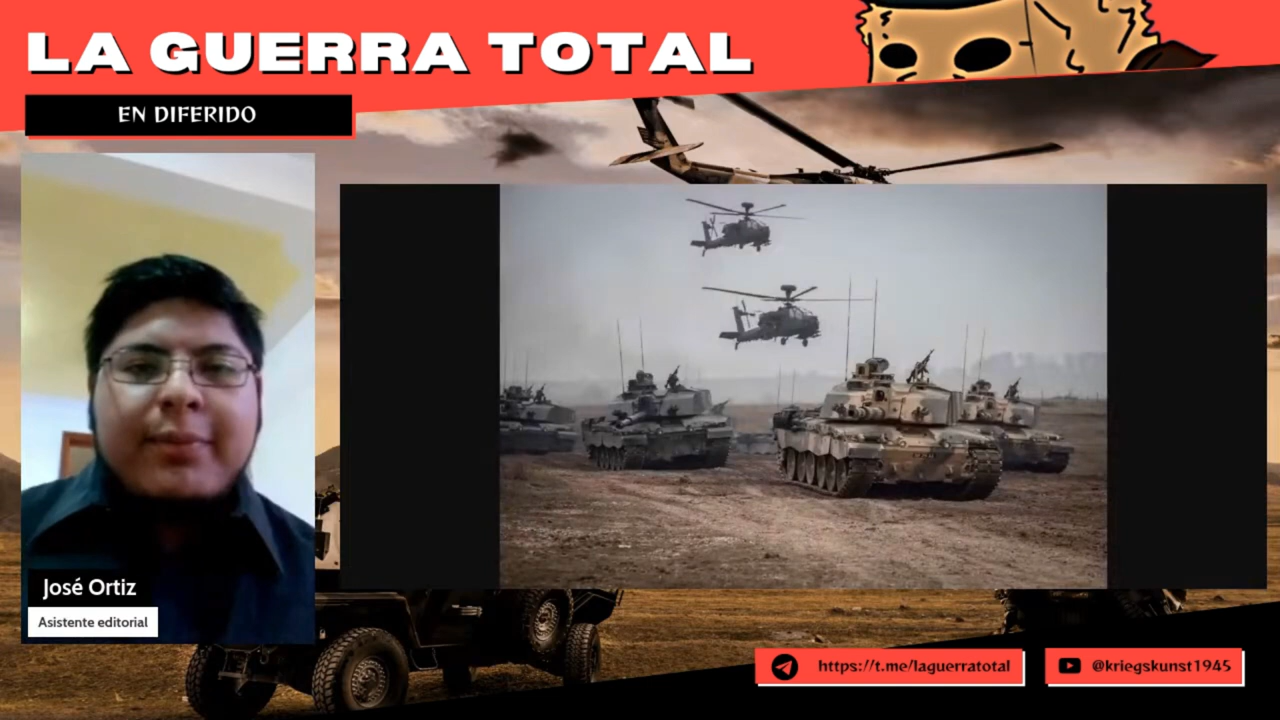 LA GUERRA TOTAL
EN DIFERIDO
José Ortiz
Asistente editorial
https://t.me/laguerratotal
@kriegskunst1945